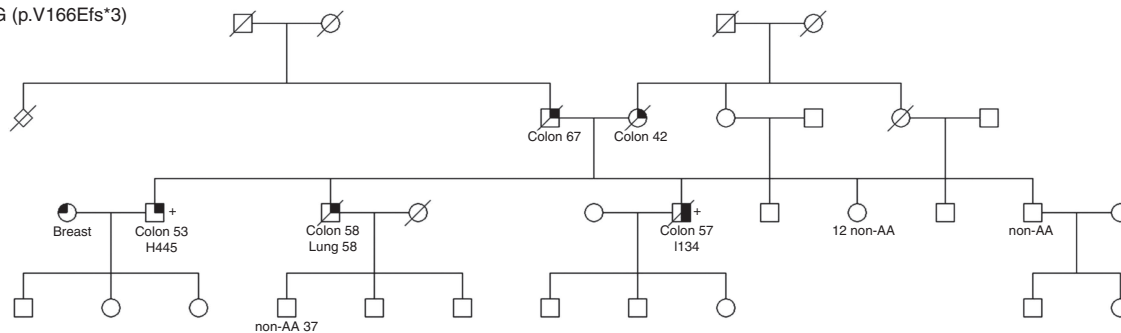 G (p.V166Efs*3)
Colon 67
Colon 42
Breast
Colon 53
H445
+
Colon 58
Lung 58
Colon 57
I134
+
12 non-AA
non-AA
non-AA 37